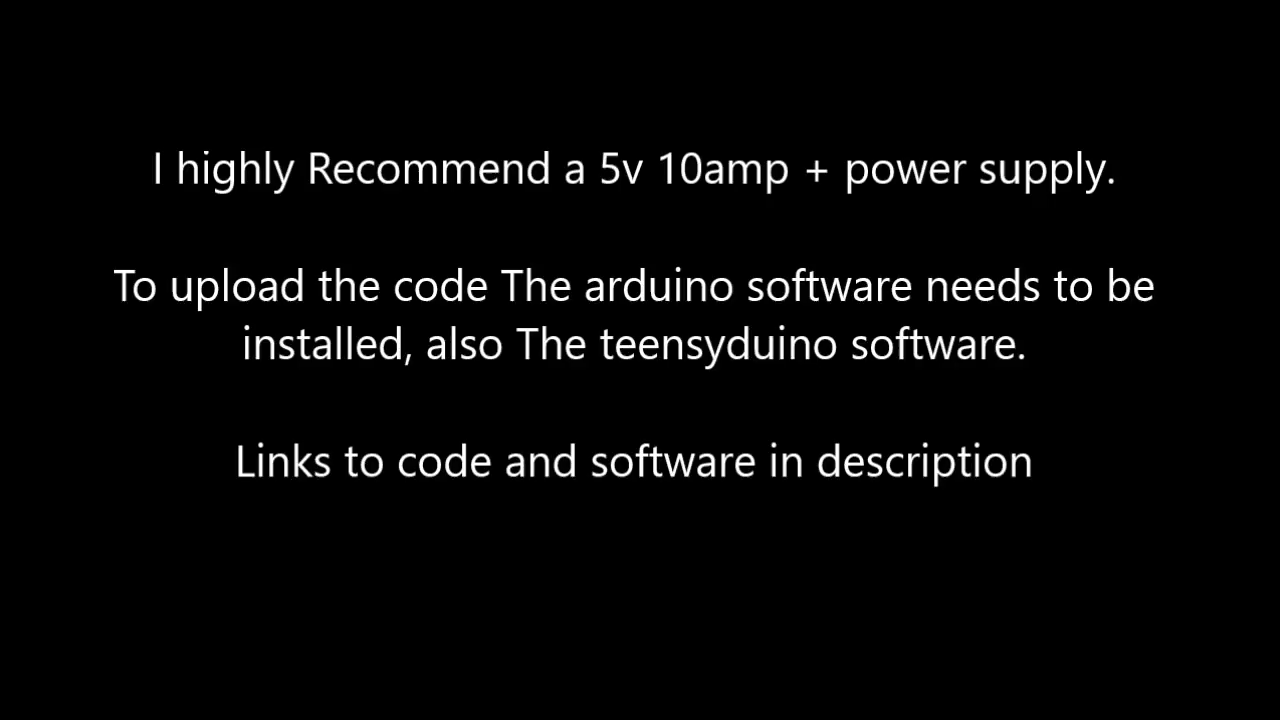 I highly Recommend a 5v 10amp + power supply.
To upload the code The arduino software needs to be
installed, also The teensyduino software.
Links to code and software in description